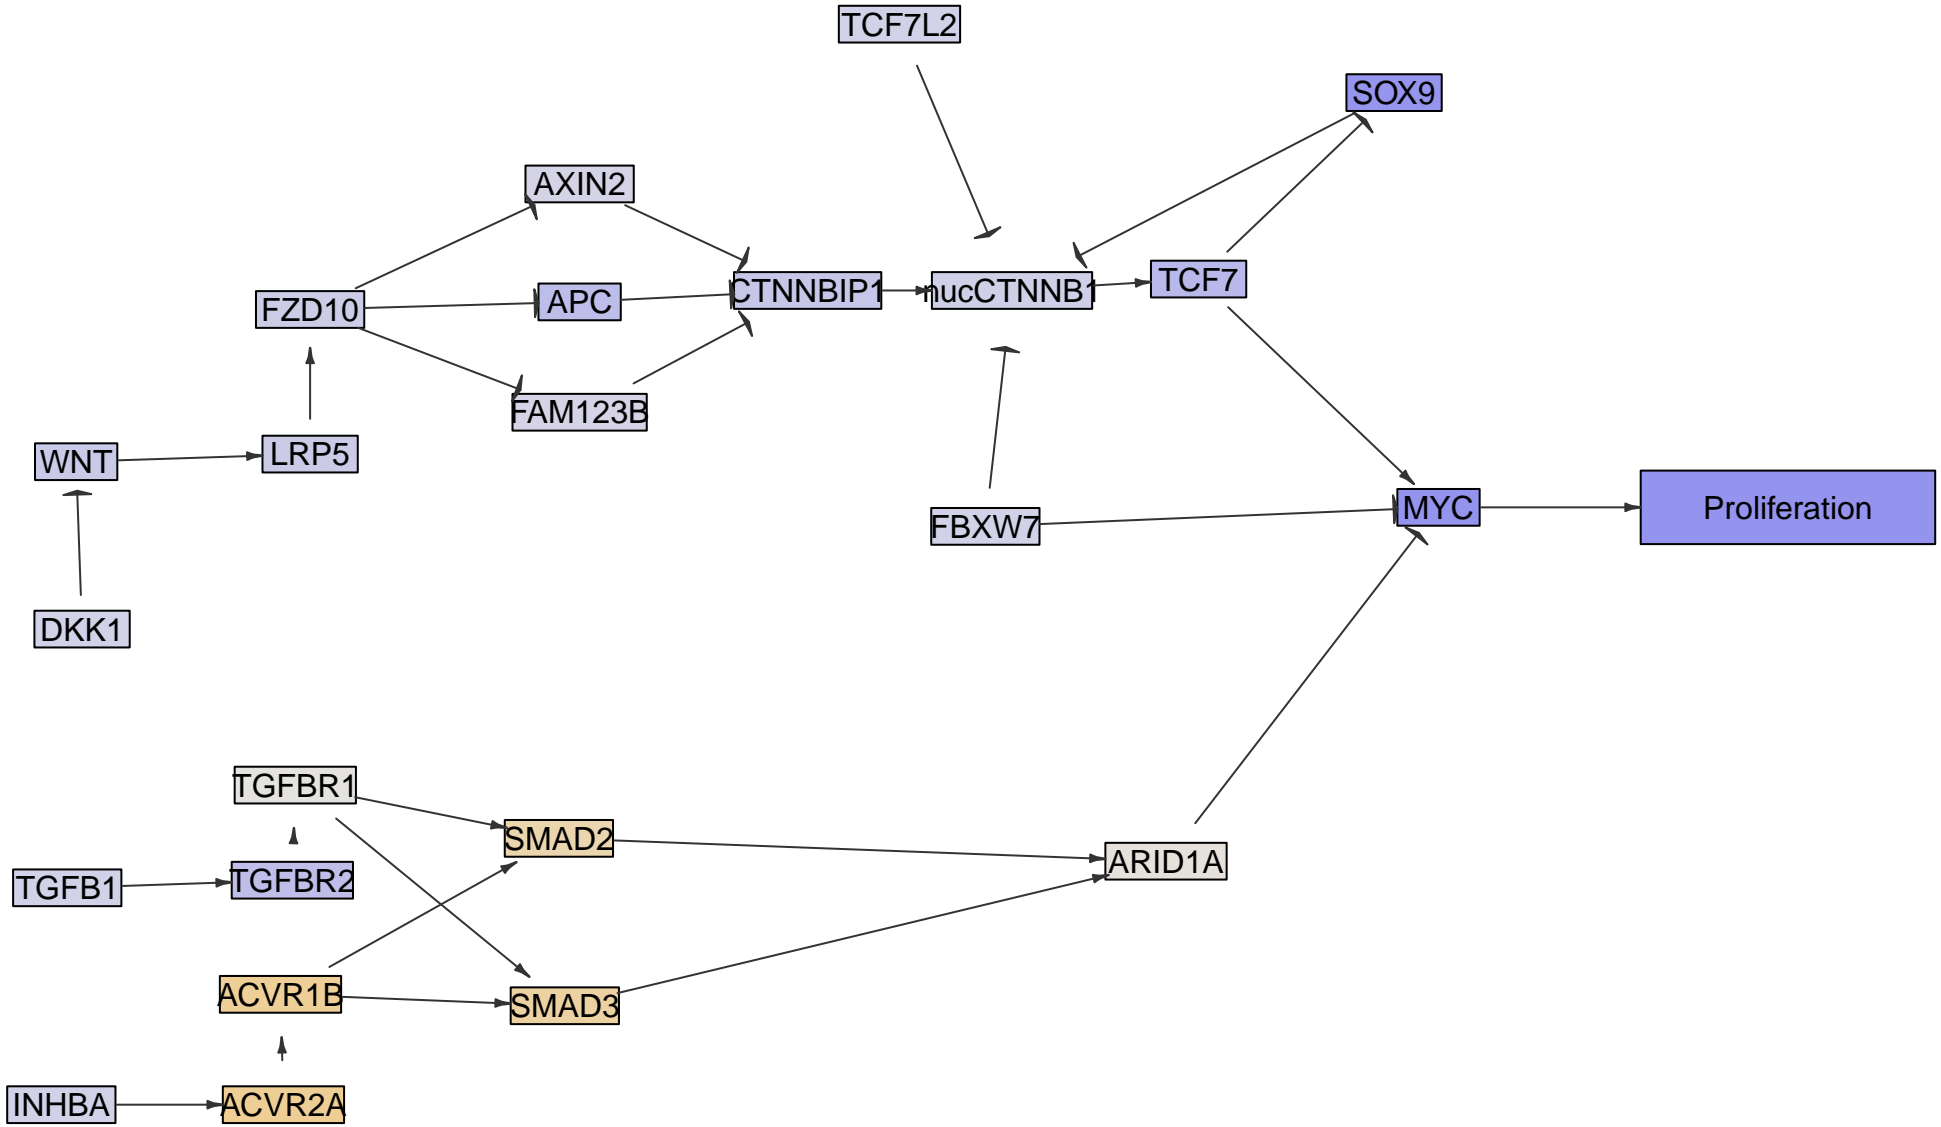 TCF7L2
SOX9
AXIN2
TCF7
CTNNBIP1
nucCTNNB1
APC
FZD10
FAM123B
LRP5
WNT
MYC
Proliferation
FBXW7
DKK1
TGFBR1
SMAD2
ARID1A
TGFBR2
TGFB1
ACVR1B
SMAD3
INHBA
ACVR2A